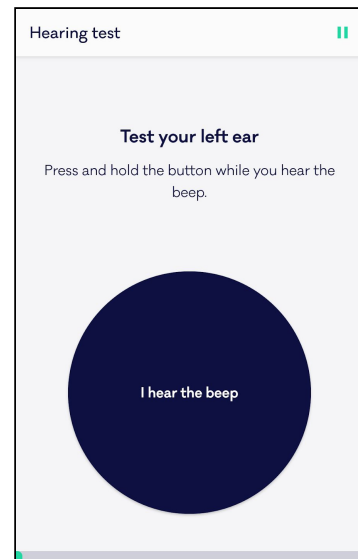 Hearing test
Test your left ear
Press and hold the button while you hear the
beep.
I hear the beep